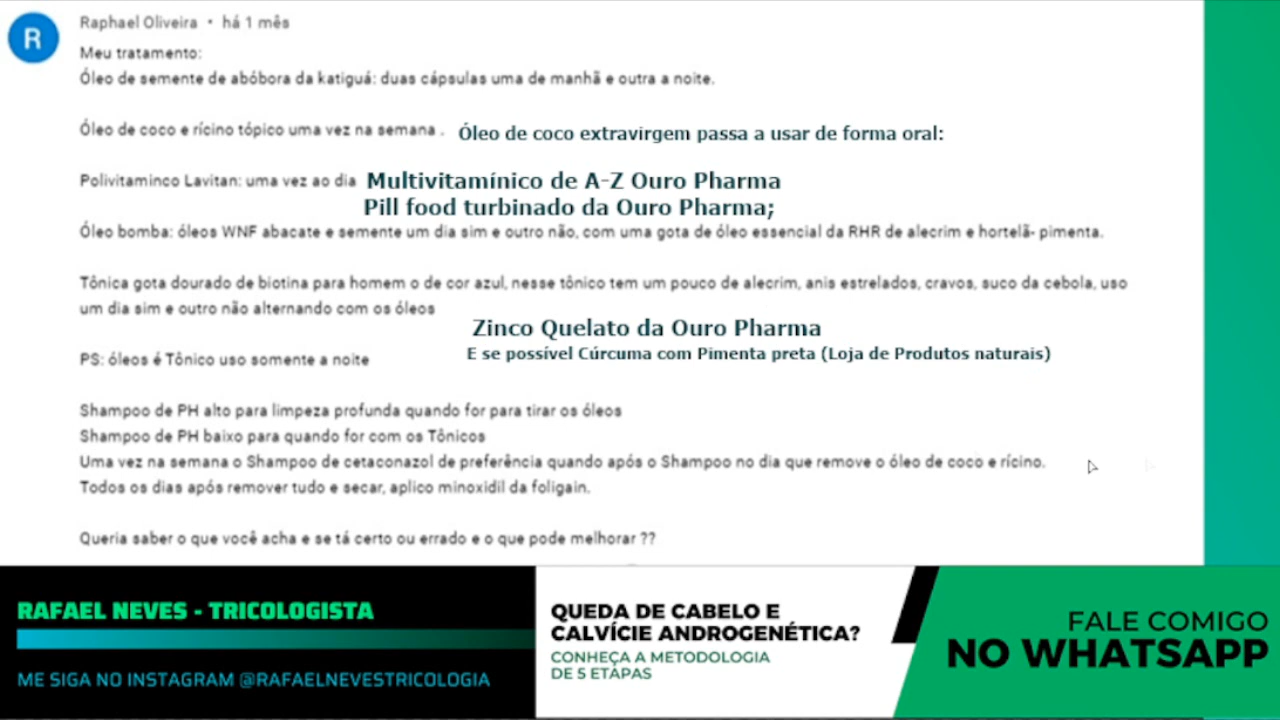 R
Raphael Oliveira • há 1 mês
Meu tratamento:
Óleo de semente de abóbora da katiguá: duas cápsulas uma de manhã e outra a noite.
Óleo de coco e rícino tópico uma vez na semana . Óleo de coco extravirgem passa a usar de forma oral:
Polivitaminco Lavitan: uma vez ao dia Multivitamínico de A-Z Ouro Pharma
Pill food turbinado da Ouro Pharma;
Óleo bomba: óleos WNF abacate e semente um dia sim e outro não, com uma gota de óleo essencial da RHR de alecrim e hortelã- pimenta.
Tônica gota dourado de biotina para homem o de cor azul, nesse tônico tem um pouco de alecrim, anis estrelados, cravos, suco da cebola, uso
um dia sim e outro não alternando com os óleos
Zinco Quelato da Ouro Pharma
E se possível Cúrcuma com Pimenta preta (Loja de Produtos naturais)
PS: óleos é Tônico uso somente a noite
Shampoo de PH alto para limpeza profunda quando for para tirar os óleos
Shampoo de PH baixo para quando for com os Tônicos
Uma vez na semana o Shampoo de cetaconazol de preferência quando após o Shampoo no dia que remove o óleo de coco e rícino.
Todos os dias após remover tudo e secar, aplico minoxidil da foligain.
Queria saber o que você acha e se tá certo ou errado e o que pode melhorar ??
RAFAEL NEVES - TRICOLOGISTA
ME SIGA NO INSTAGRAM @RAFAELNEVESTRICOLOGIA
QUEDA DE CABELO E
CALVÍCIE ANDROGENÉTICA?
CONHEÇA A METODOLOGIA
DE 5 ETAPAS
FALE COMIGO
NO WHATSAPP